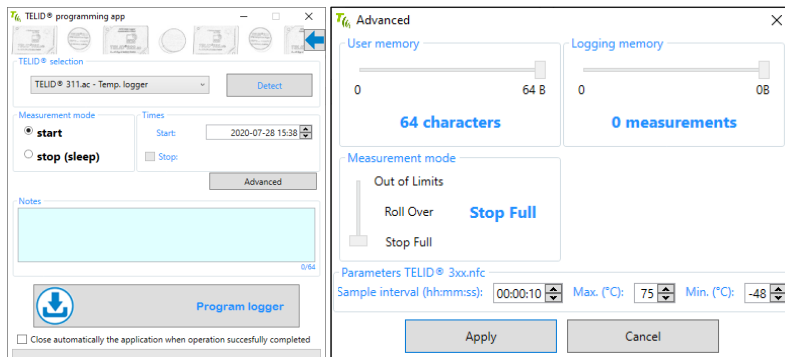 TELID® programming app
TELID® selection
TELID® 311.ac - Temp. logger
Detect
Measurement mode
start
stop (sleep)
Times
Start:
2020-07-28 15:38
Stop:
Advanced
Notes
0/64
Program logger
Close automatically the application when operation succesfully completed
Advanced
User memory
0
64 B
64 characters
Logging memory
0
0B
0 measurements
Measurement mode
Out of Limits
Roll Over
Stop Full
Stop Full
Parameters TELID® 3xx.nfc
Sample interval (hh:mm:ss): 00:00:10 Max. (°C): 75 Min. (°C): -48
Apply
Cancel